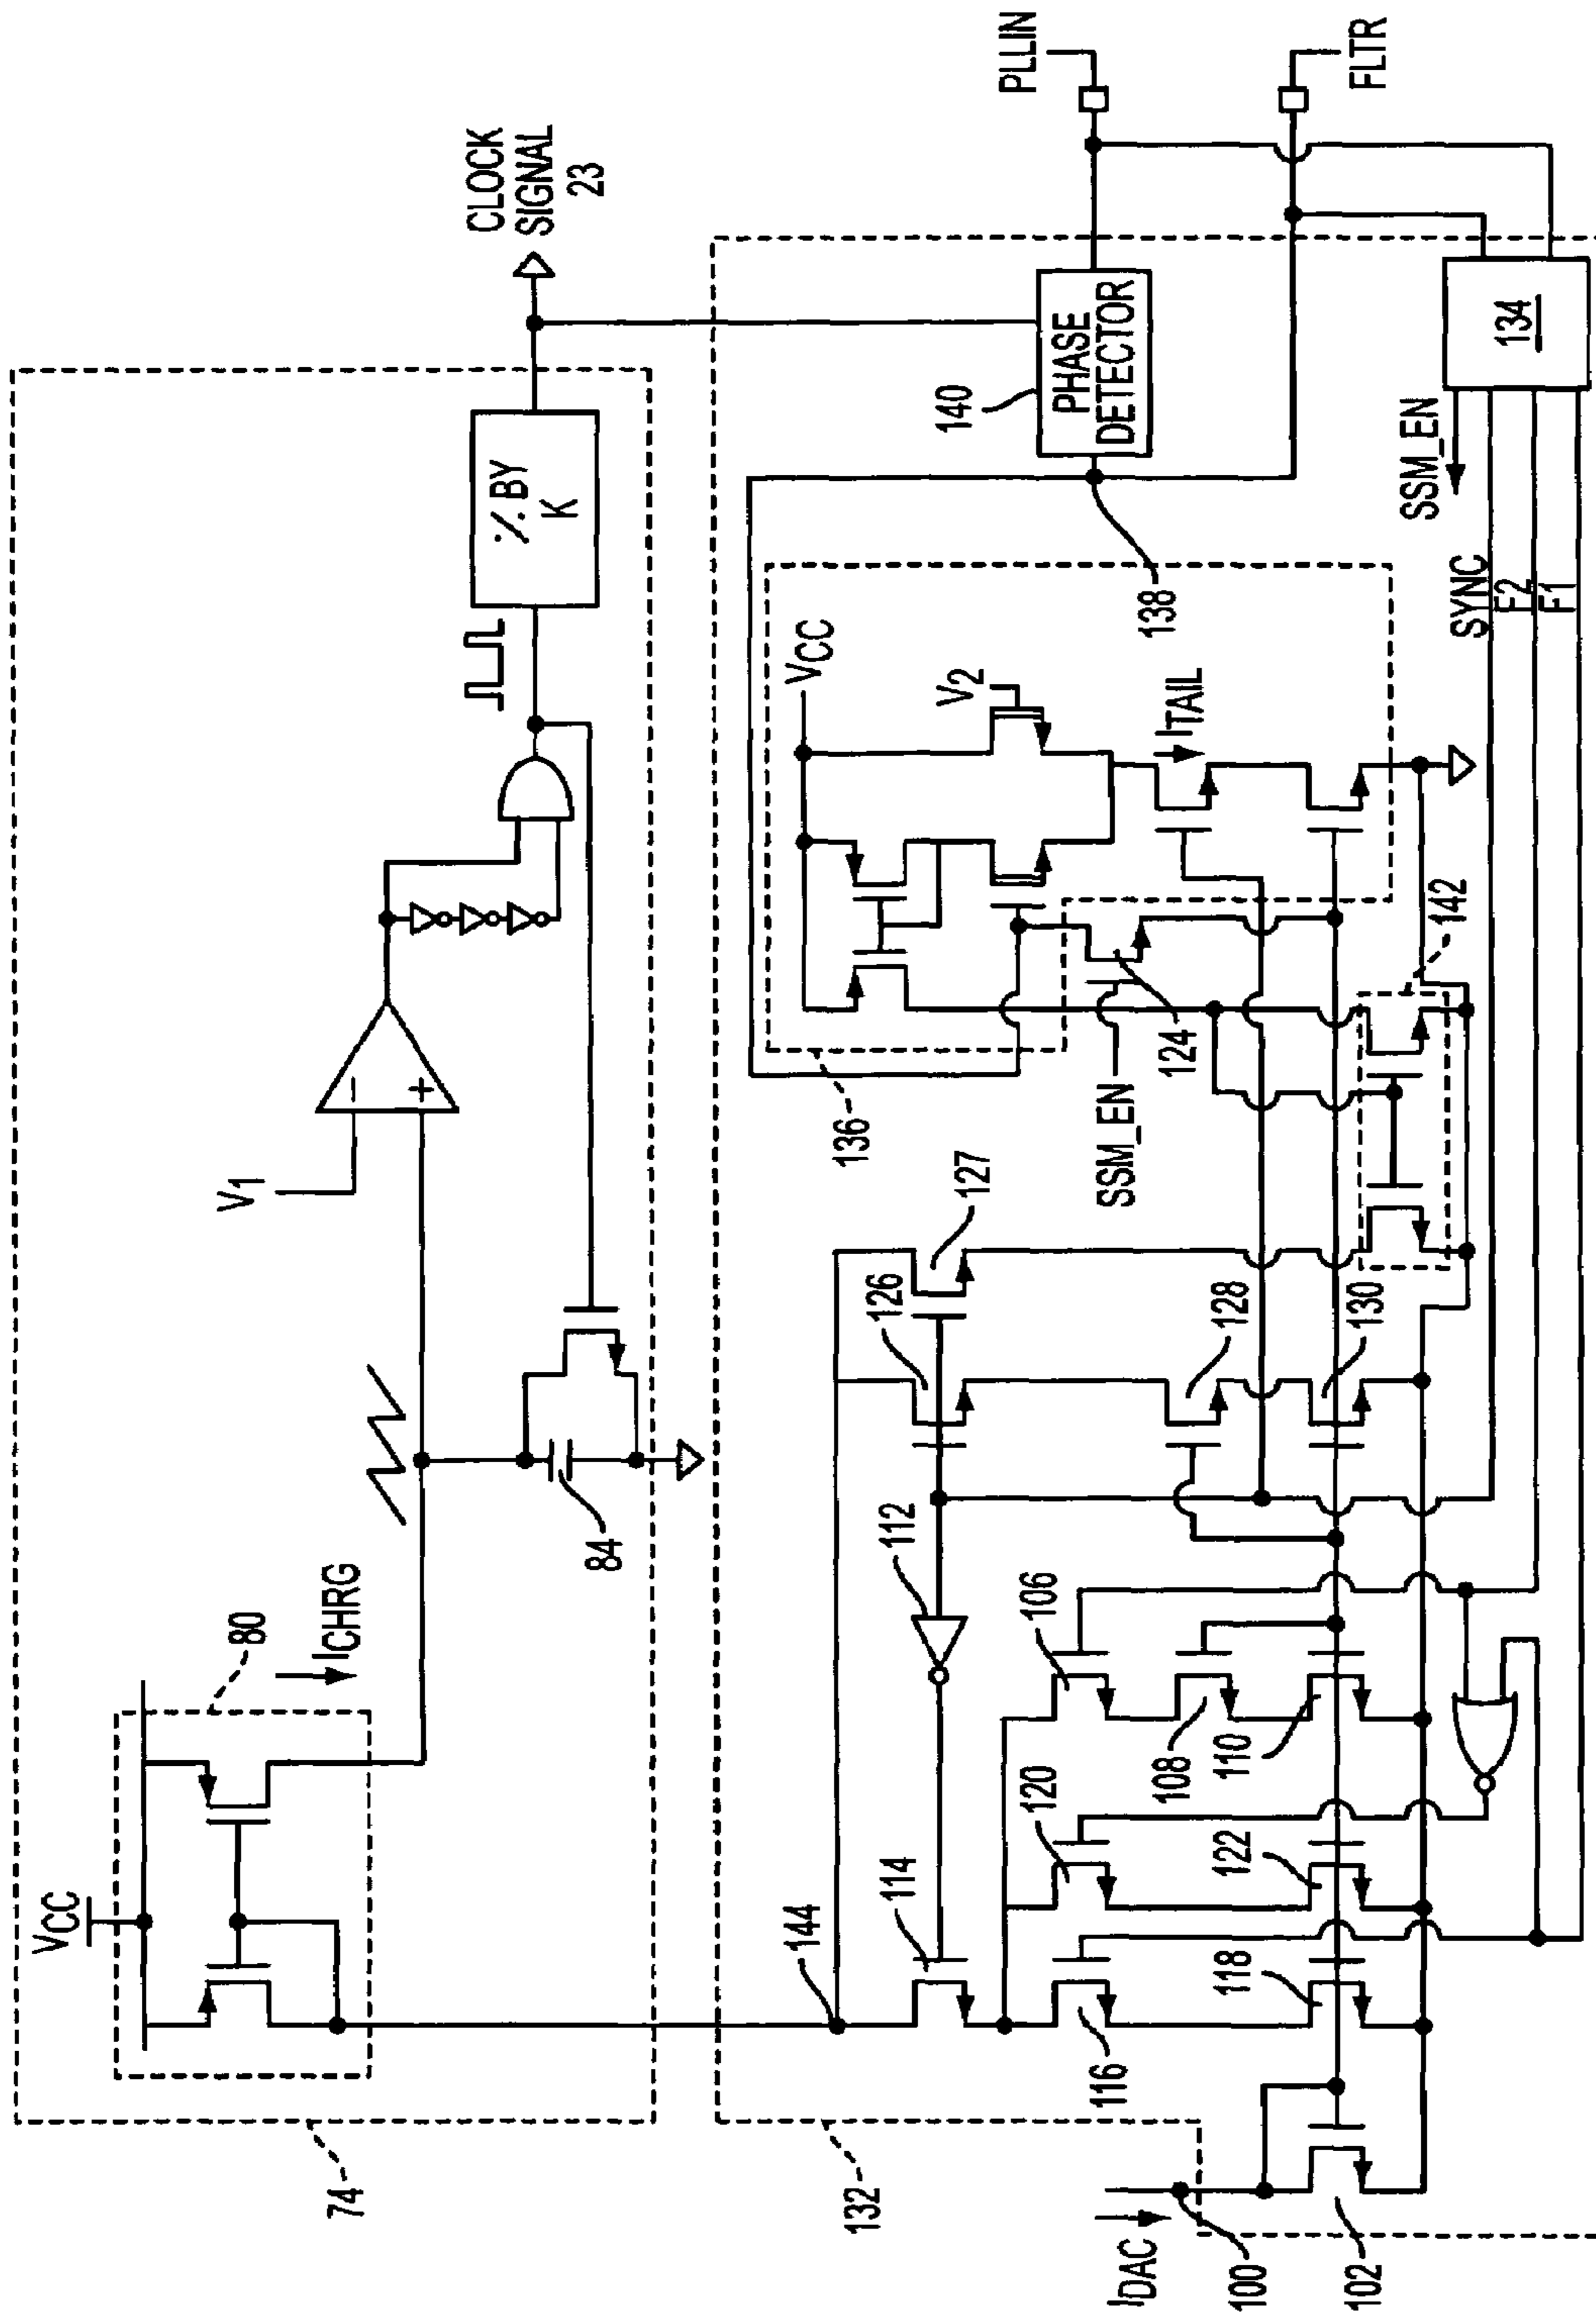 74
VCC
80
ICHRG
84
V1
%. BY
K
CLOCK
SIGNAL
23
132
IDAC
100
102
144
114
116
118
120
122
112
106
108
110
126
127
128
130
136
SSM_EN
124
142
VCC
V2
ITAIL
138
140
PHASE
DETECTOR
PLLIN
FLTR
SSM_EN
SYNC
F2
F1
134